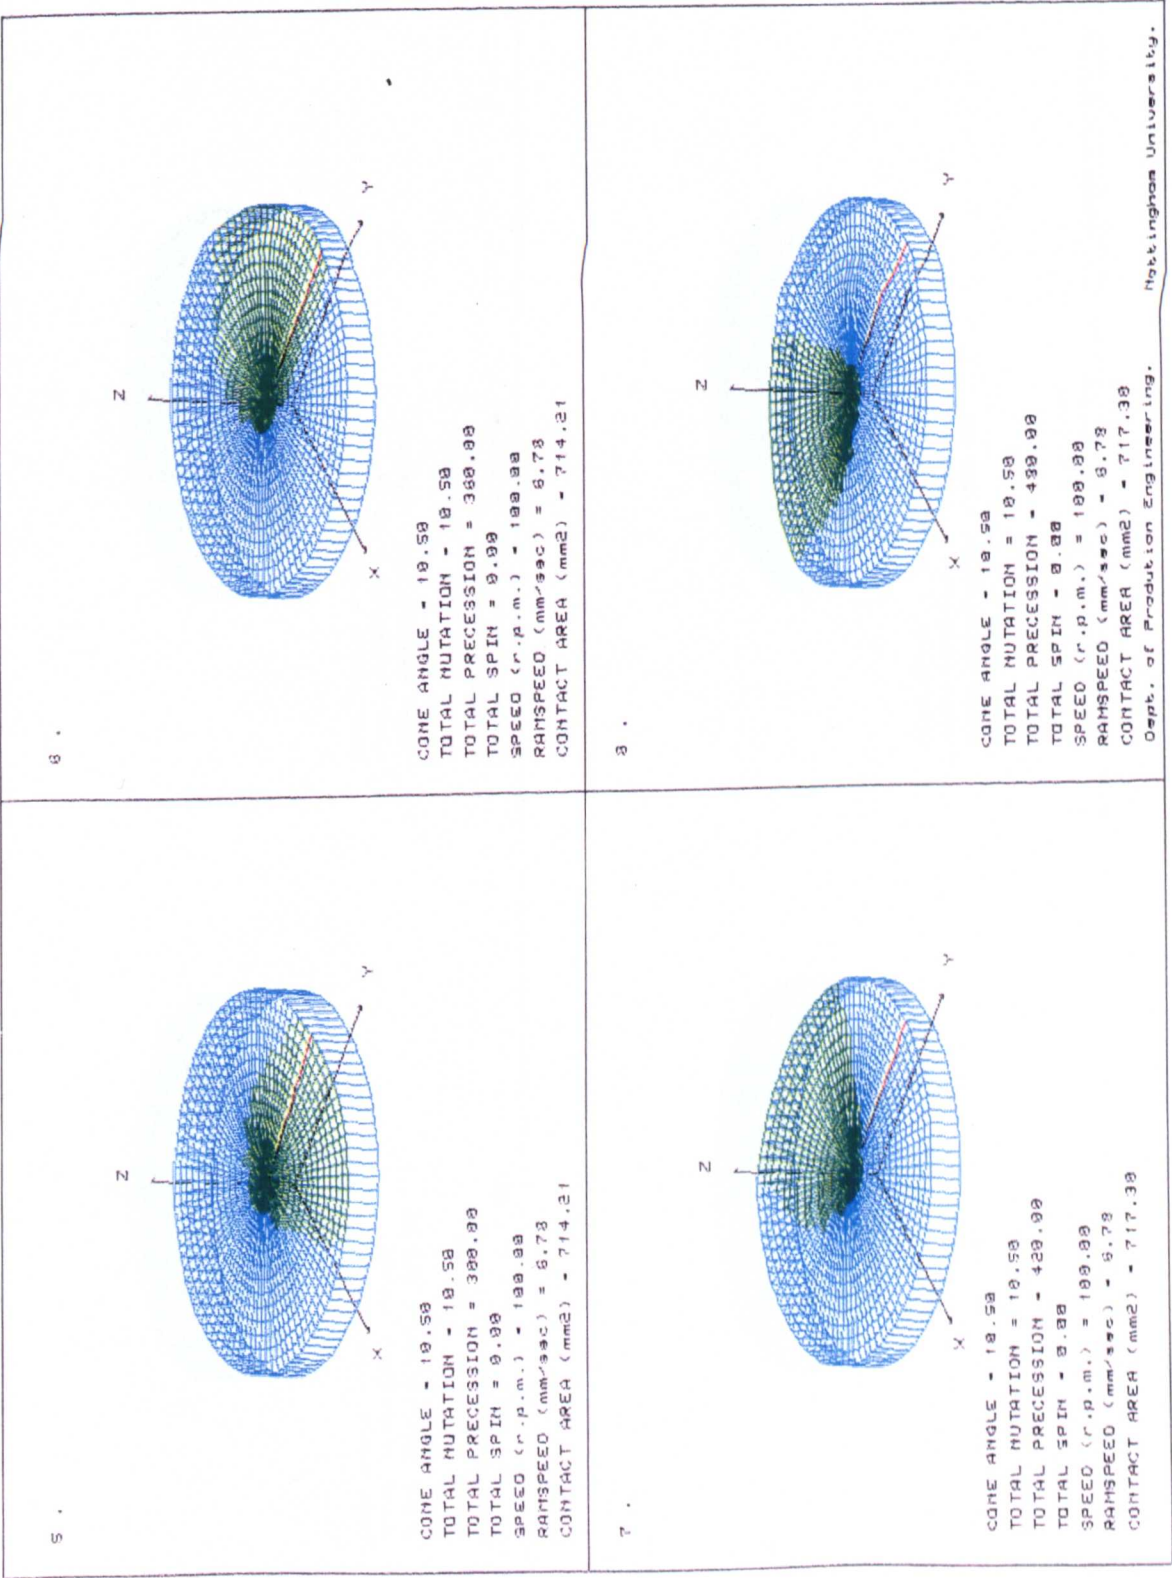 5 .
Z
X
Y
CONE ANGLE = 10.50
TOTAL NUTATION = 10.50
TOTAL PRECESSION = 300.00
TOTAL SPIN = 0.00
SPEED (r.p.m.) = 100.00
RAMSPEED (mm/sec) = 6.78
CONTACT AREA (mm2) = 714.21
6 .
Z
X
Y
CONE ANGLE = 10.50
TOTAL NUTATION = 10.50
TOTAL PRECESSION = 360.00
TOTAL SPIN = 0.00
SPEED (r.p.m.) = 100.00
RAMSPEED (mm/sec) = 6.78
CONTACT AREA (mm2) = 714.21
7 .
Z
X
Y
CONE ANGLE = 10.50
TOTAL NUTATION = 10.50
TOTAL PRECESSION = 420.00
TOTAL SPIN = 0.00
SPEED (r.p.m.) = 100.00
RAMSPEED (mm/sec) = 6.78
CONTACT AREA (mm2) = 717.30
8 .
Z
X
Y
CONE ANGLE = 10.50
TOTAL NUTATION = 10.50
TOTAL PRECESSION = 480.00
TOTAL SPIN = 0.00
SPEED (r.p.m.) = 100.00
RAMSPEED (mm/sec) = 6.78
CONTACT AREA (mm2) = 717.30
Dept. of Prodution Engineering. Nottingham University.